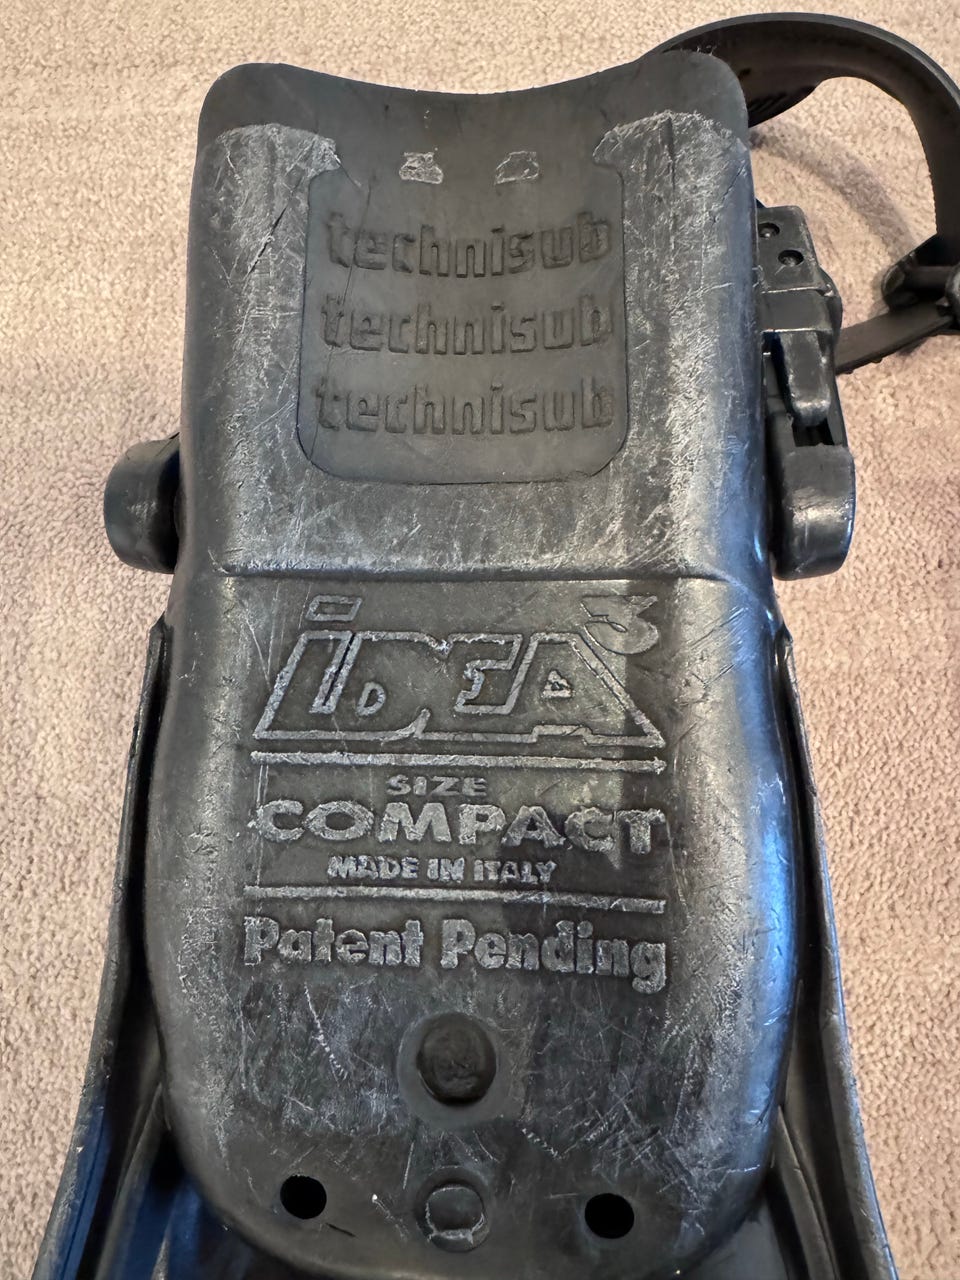 technisub
technisub
technisub
iDEA³
SIZE
COMPACT
MADE IN ITALY
Patent Pending